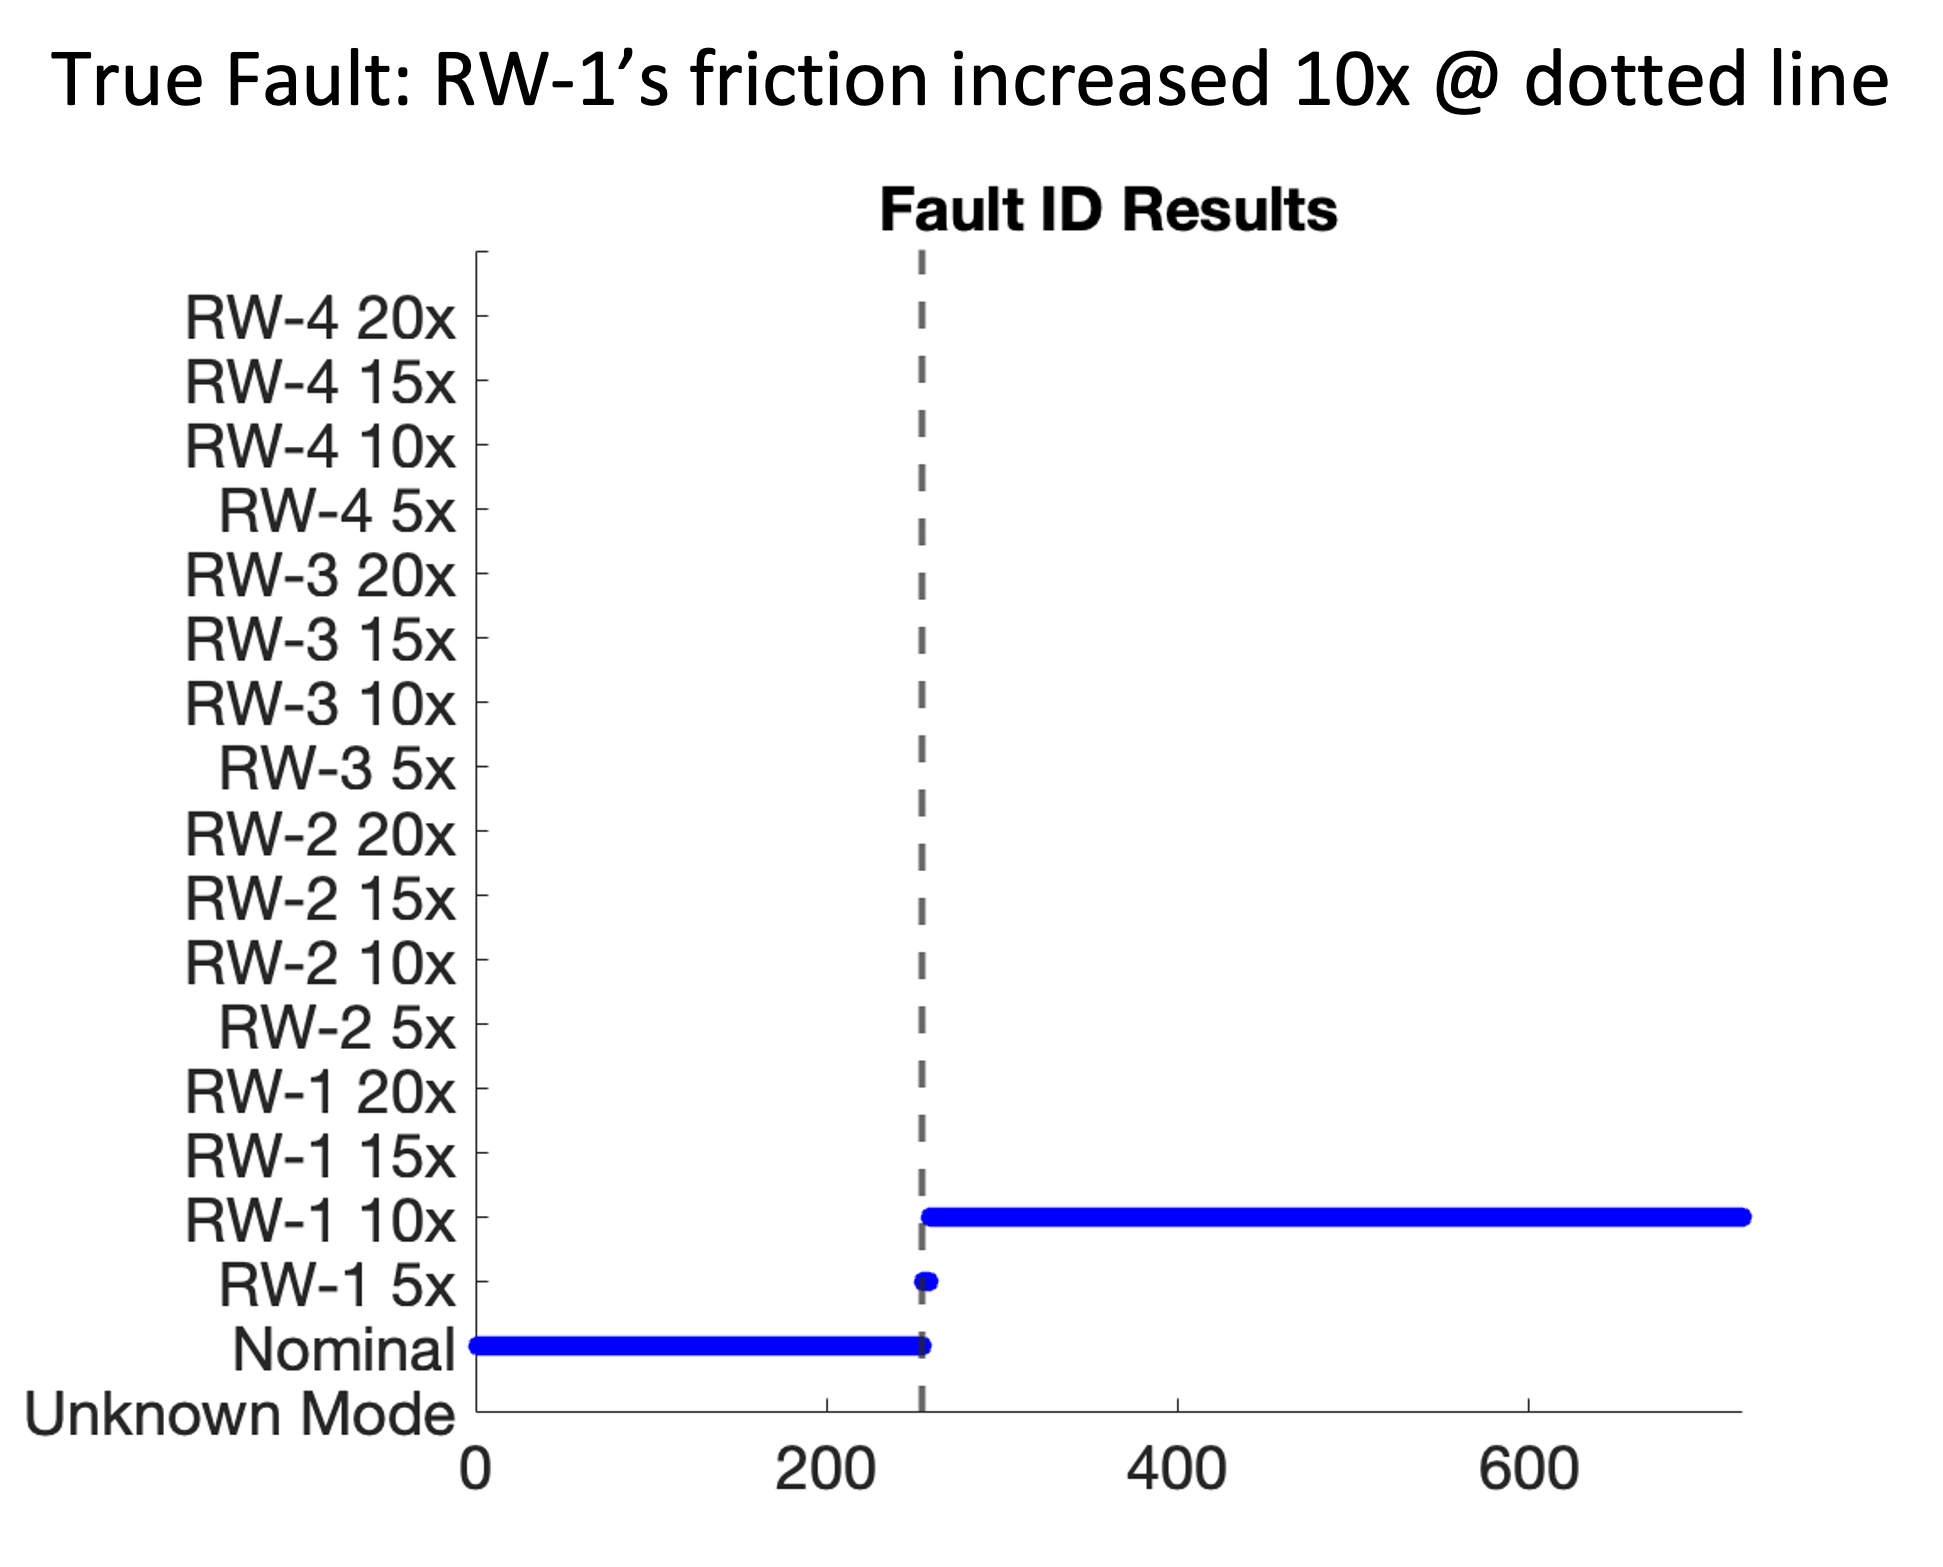 True Fault: RW-1’s friction increased 10x @ dotted line
Fault ID Results
RW-4 20x
RW-4 15x
RW-4 10x
RW-4 5x
RW-3 20x
RW-3 15x
RW-3 10x
RW-3 5x
RW-2 20x
RW-2 15x
RW-2 10x
RW-2 5x
RW-1 20x
RW-1 15x
RW-1 10x
RW-1 5x
Nominal
Unknown Mode
0 200 400 600